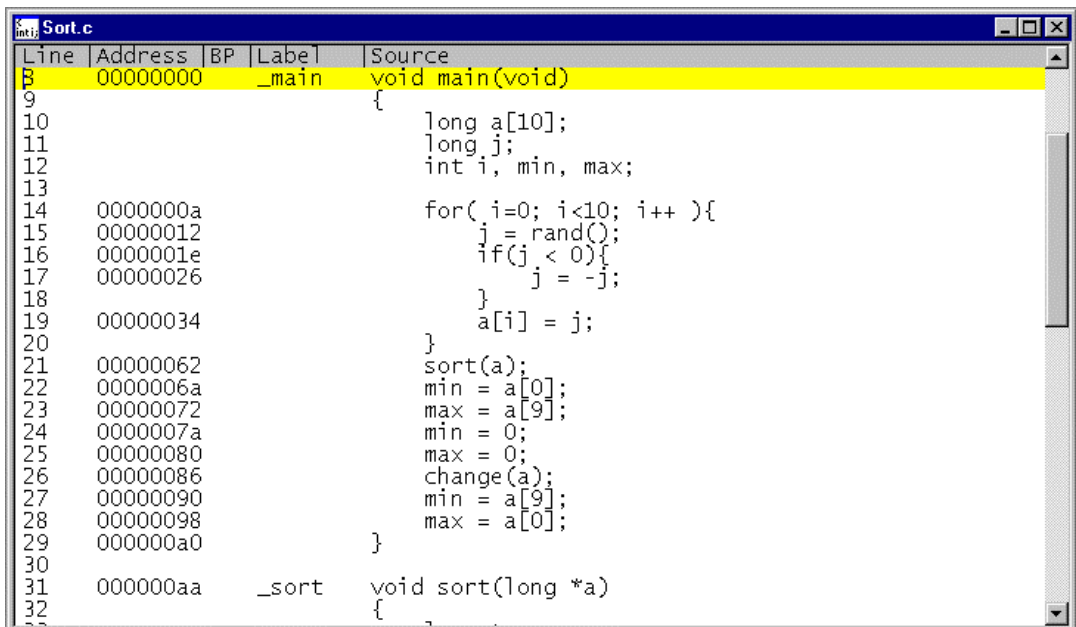 Sort.c
Line |Address |BP |Label |Source
8 00000000 _main void main(void)
9 {
10 long a[10];
11 long j;
12 int i, min, max;
13
14 0000000a for( i=0; i<10; i++ ){
15 00000012 j = rand();
16 0000001e if(j < 0){
17 00000026 j = -j;
18 }
19 00000034 a[i] = j;
20 }
21 00000062 sort(a);
22 0000006a min = a[0];
23 00000072 max = a[9];
24 0000007a min = 0;
25 00000080 max = 0;
26 00000086 change(a);
27 00000090 min = a[9];
28 00000098 max = a[0];
29 000000a0 }
30
31 000000aa _sort void sort(long *a)
32 {